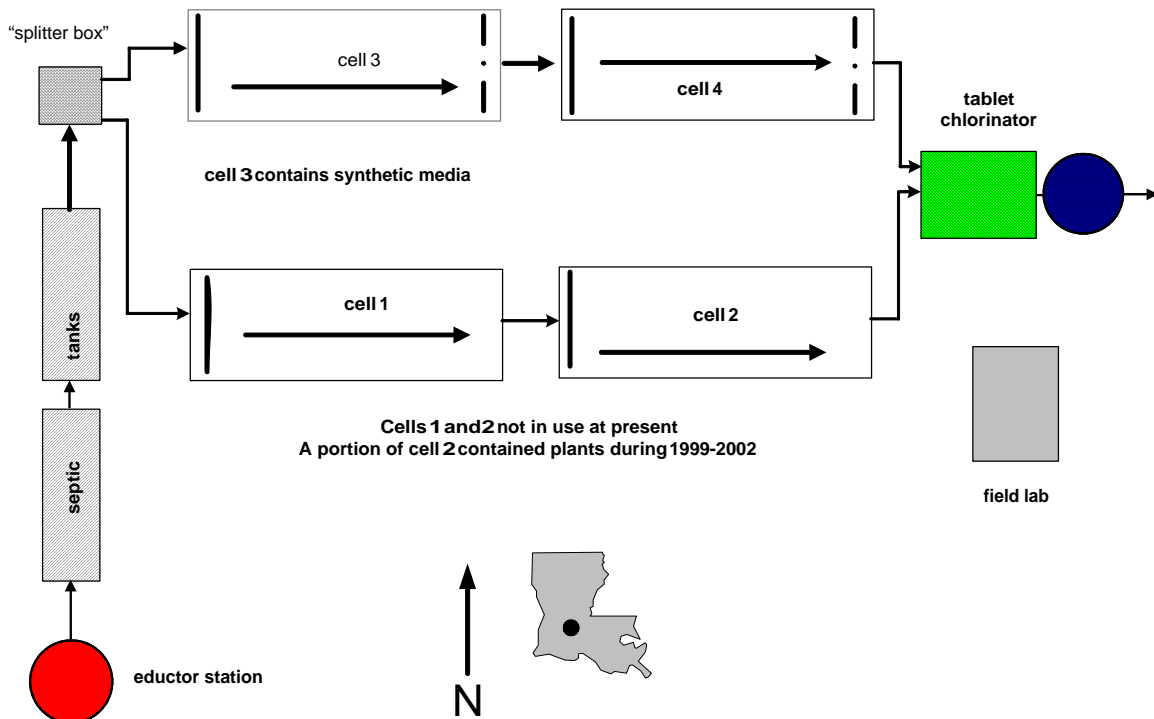 “splitter box”
cell 3
cell 4
tablet
chlorinator
cell 3 contains synthetic media
cell 1
cell 2
tanks
Cells 1 and 2 not in use at present
A portion of cell 2 contained plants during 1999-2002
septic
field lab
eductor station
N